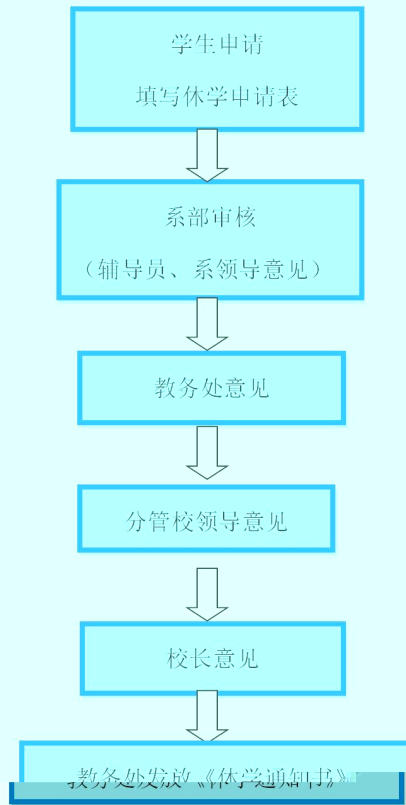 学生申请
填写休学申请表
系部审核
（辅导员、系领导意见）
教务处意见
分管校领导意见
校长意见
教务处发放《休学通知书》